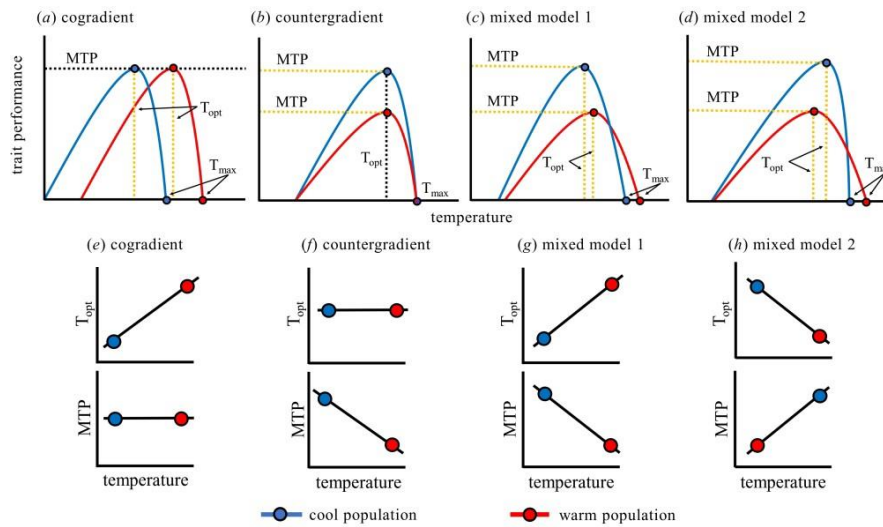 (a) cogradient
(b) countergradient
(c) mixed model 1
(d) mixed model 2
trait performance
MTP
Topt
Tmax
MTP
MTP
Topt
Tmax
MTP
MTP
Topt
Tmax
MTP
MTP
Topt
Tmax
temperature
(e) cogradient
(f) countergradient
(g) mixed model 1
(h) mixed model 2
Topt
Topt
Topt
Topt
MTP
MTP
MTP
MTP
temperature
temperature
temperature
temperature
cool population
warm population